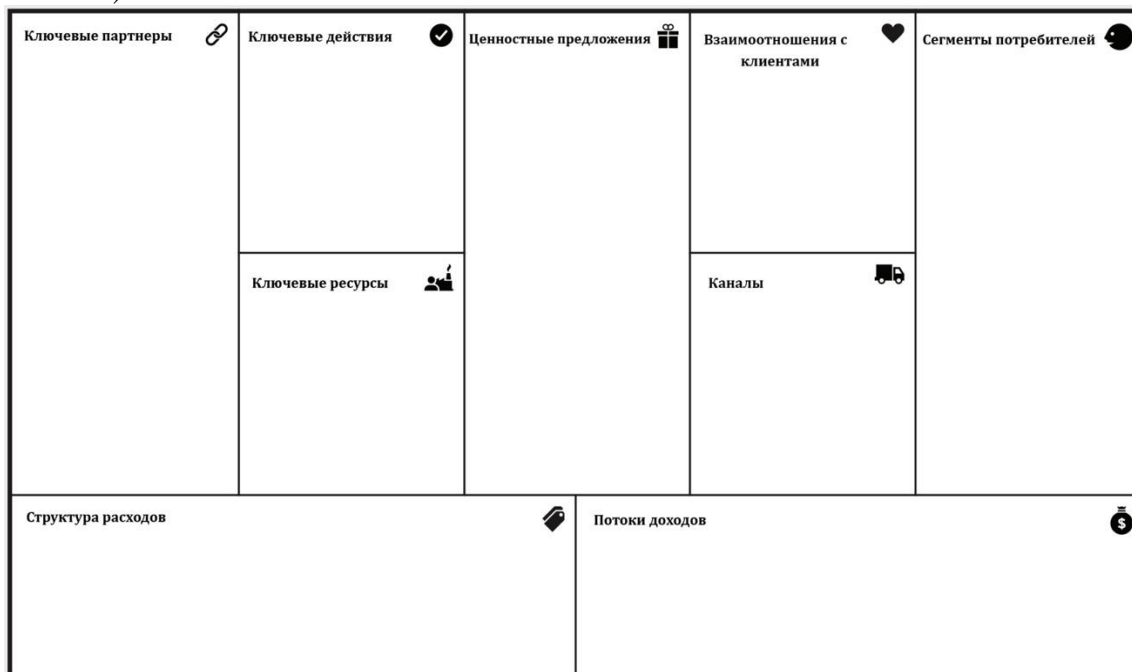 Ключевые партнеры
Ключевые действия
Ценностные предложения
Взаимоотношения с
клиентами
Сегменты потребителей
Ключевые ресурсы
Каналы
Структура расходов
Потоки доходов
$